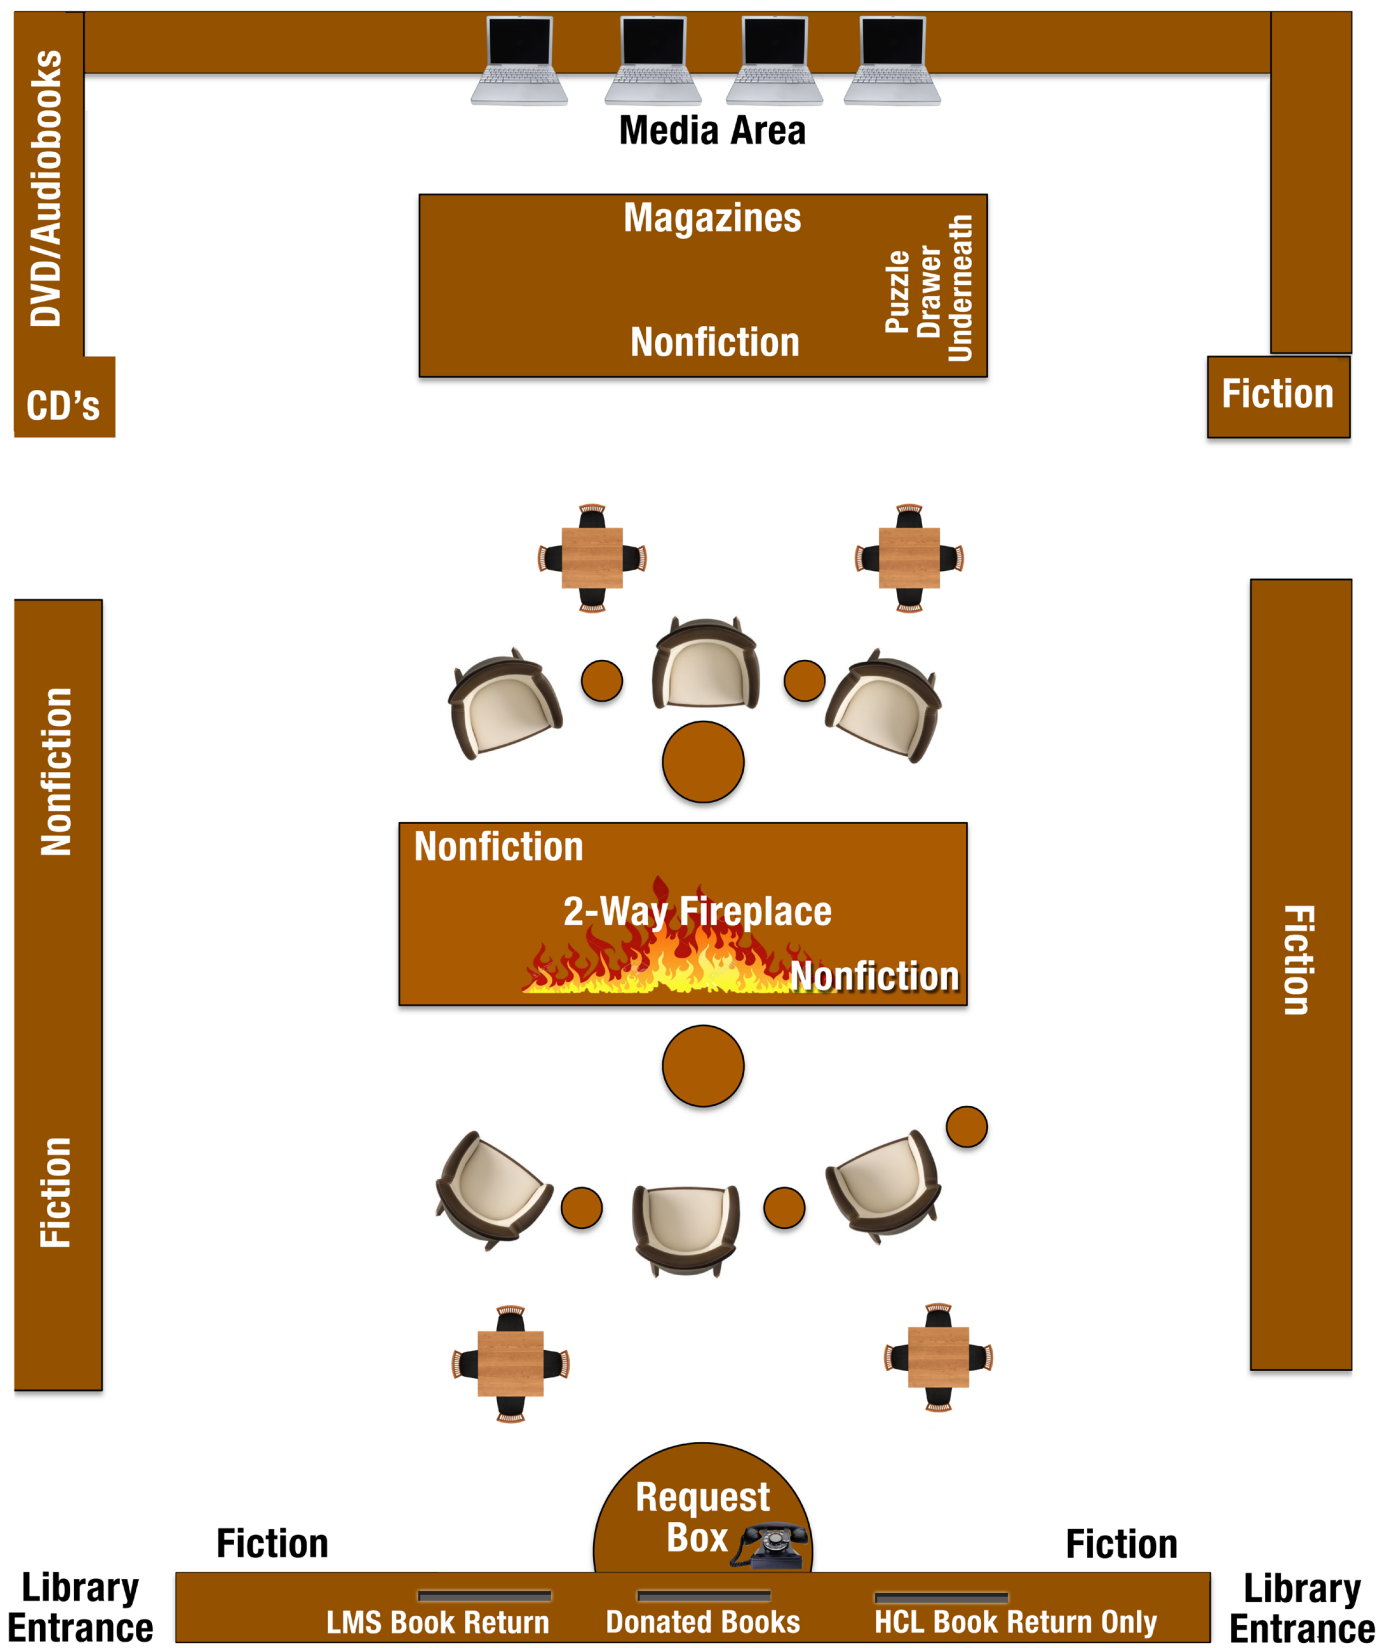 DVD/Audiobooks
Media Area
Magazines
Puzzle
Drawer
Underneath
Nonfiction
CD’s
Fiction
Nonfiction
Nonfiction
2-Way Fireplace
Nonfiction
Fiction
Fiction
Request
Box
Fiction
Fiction
Library
Entrance
LMS Book Return
Donated Books
HCL Book Return Only
Library
Entrance